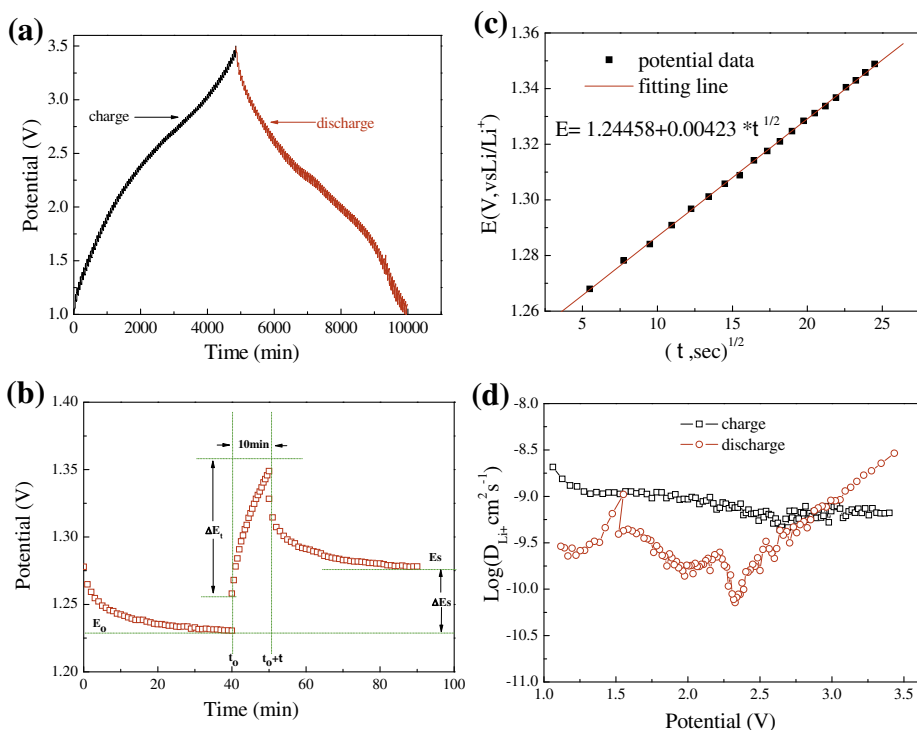 (a)
3.5
3.0
2.5
2.0
1.5
1.0
Potential (V)
charge
discharge
0 2000 4000 6000 8000 10000
Time (min)
(c)
1.36
1.34
1.32
1.30
1.28
1.26
E(V,vsLi/Li⁺)
potential data
fitting line
E= 1.24458+0.00423 *t ^1/2
5 10 15 20 25
( t ,sec)^1/2
(b)
1.40
1.35
1.30
1.25
1.20
Potential (V)
10min
ΔE_t
Es
ΔEs
E_o
t_o t_o+t
0 20 40 60 80 100
Time (min)
(d)
-8.0
-8.5
-9.0
-9.5
-10.0
-10.5
-11.0
Log(D_Li+ cm² s⁻¹)
charge
discharge
1.0 1.5 2.0 2.5 3.0 3.5
Potential (V)